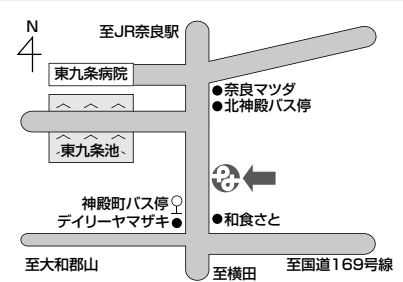 N
至JR奈良駅
東九条病院
奈良マツダ
北神殿バス停
東九条池
神殿町バス停
デイリーヤマザキ
和食さと
至大和郡山
至国道169号線
至横田